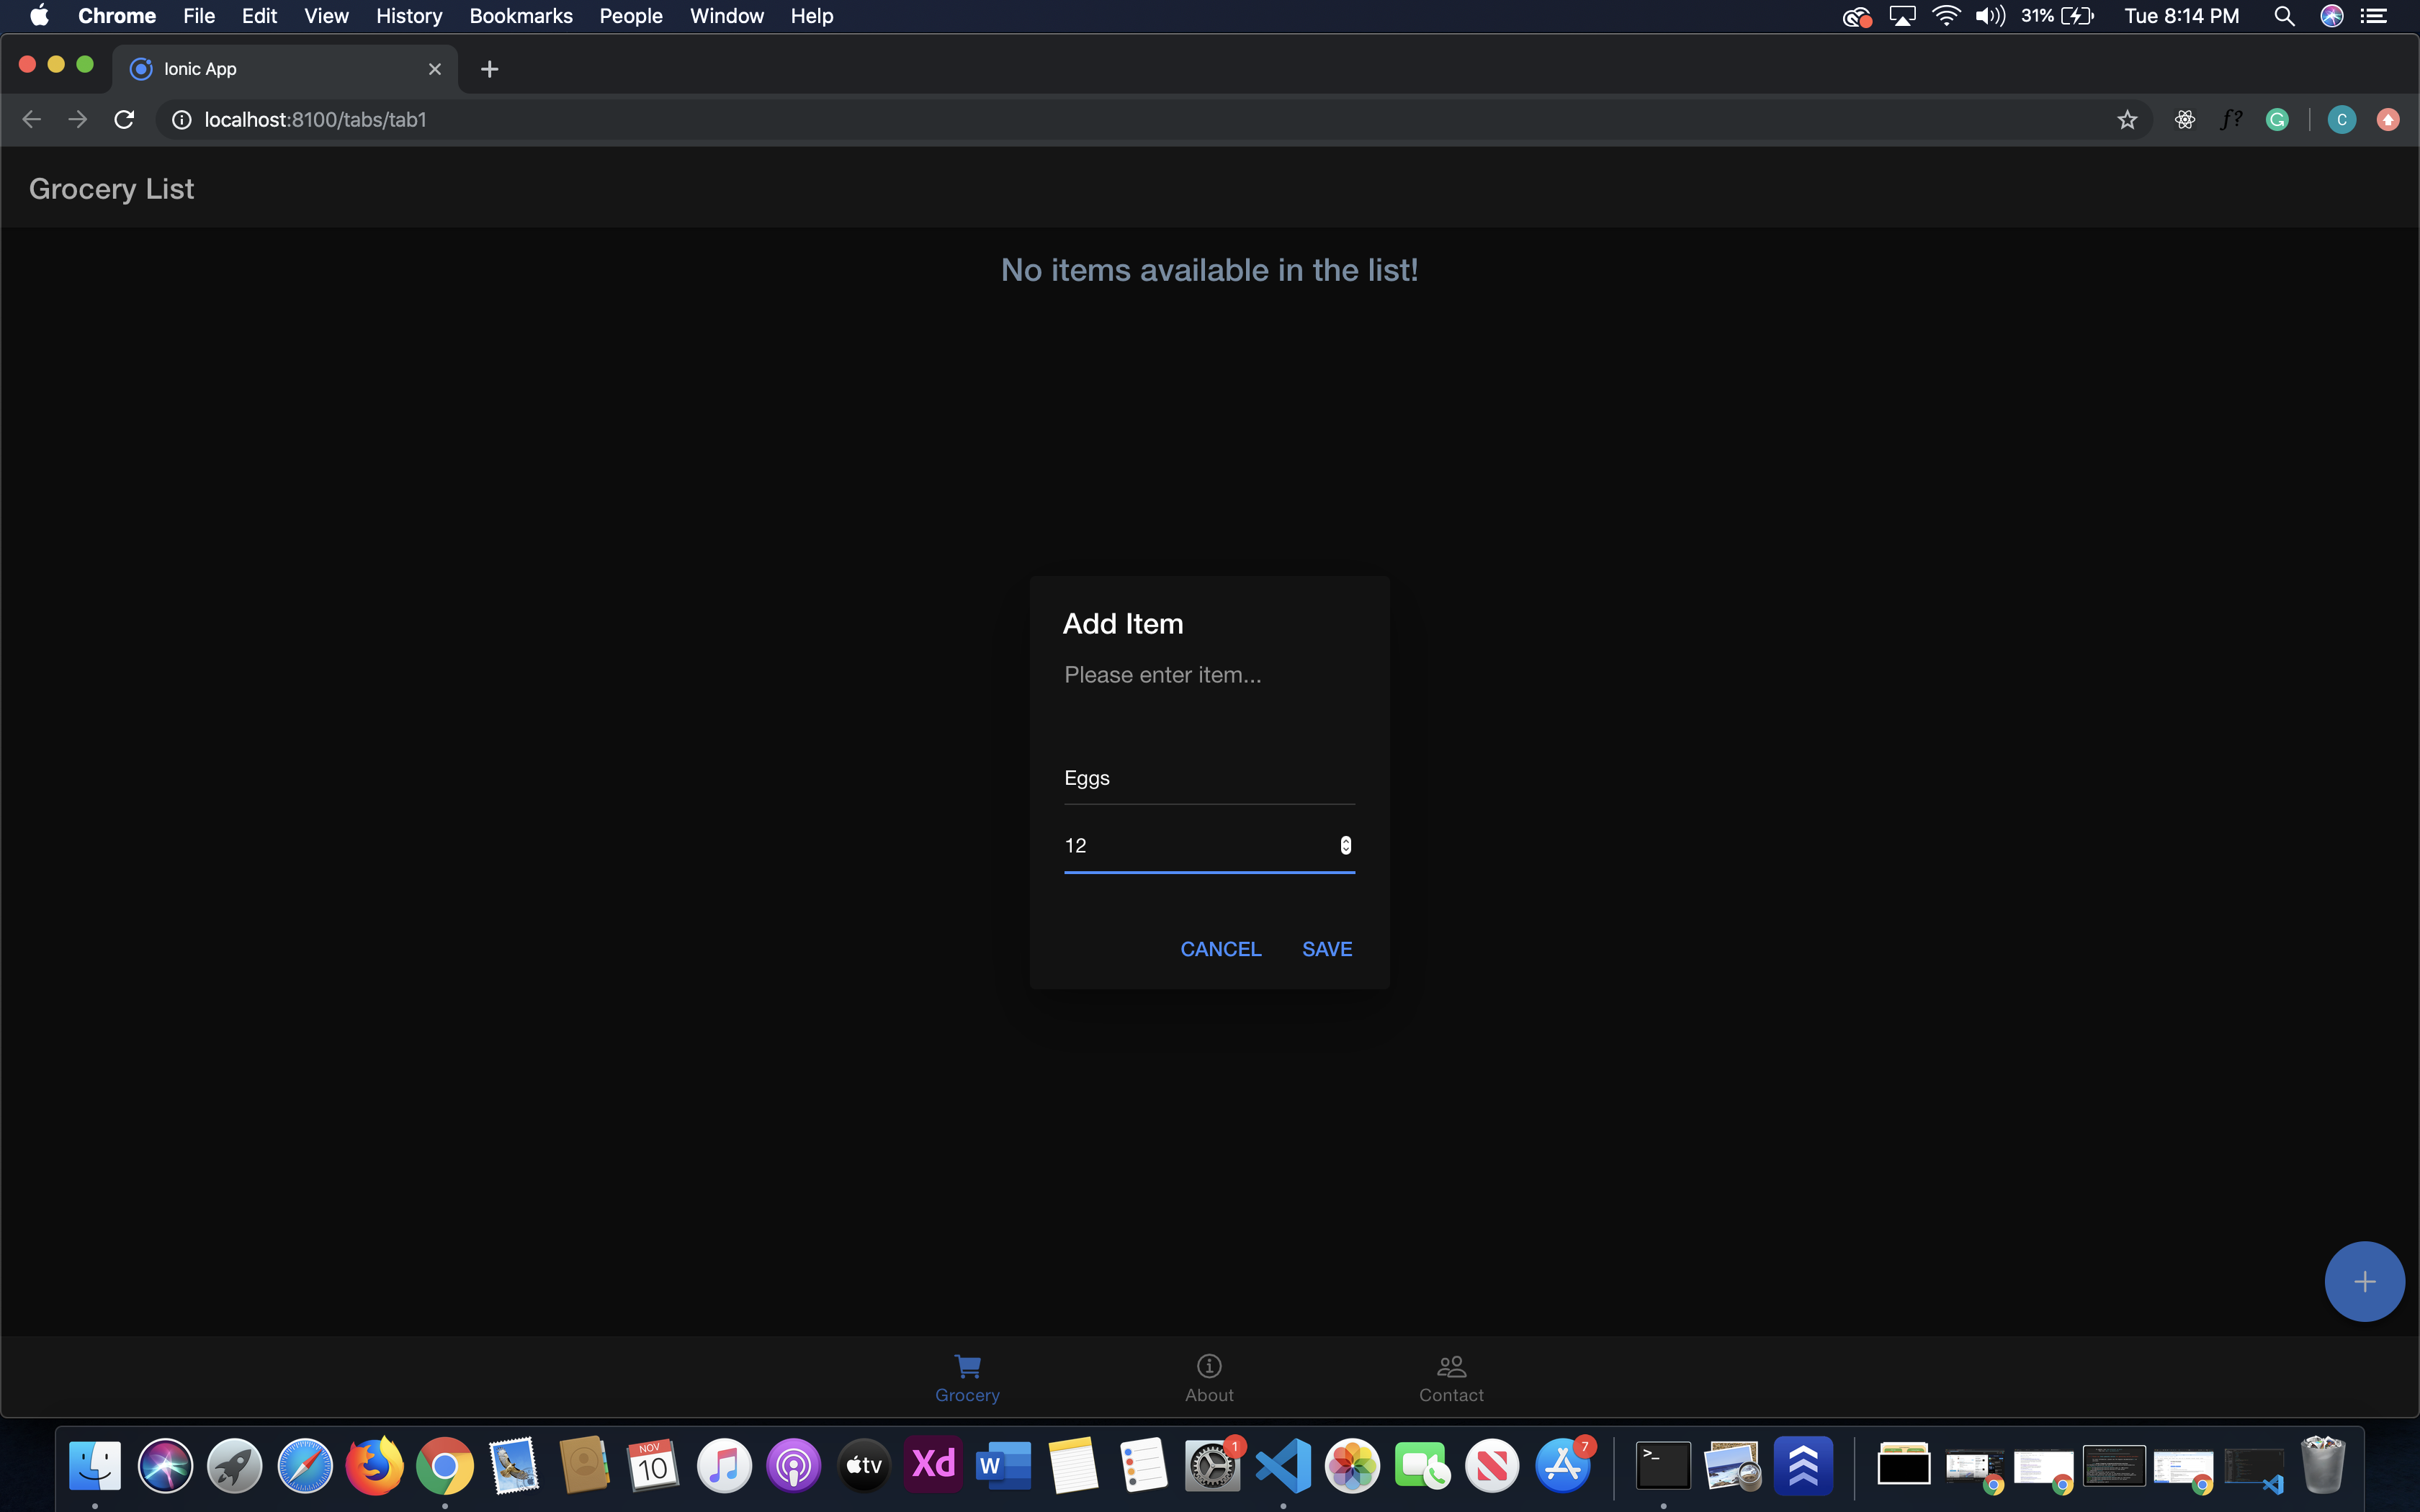 Chrome File Edit View History Bookmarks People Window Help 31% Tue 8:14 PM
Ionic App
localhost:8100/tabs/tab1 f? G C
Grocery List
No items available in the list!
Add Item
Please enter item...
Eggs
12
CANCEL SAVE
Grocery About Contact
NOV
10
tv
Xd
W
1
7
>_